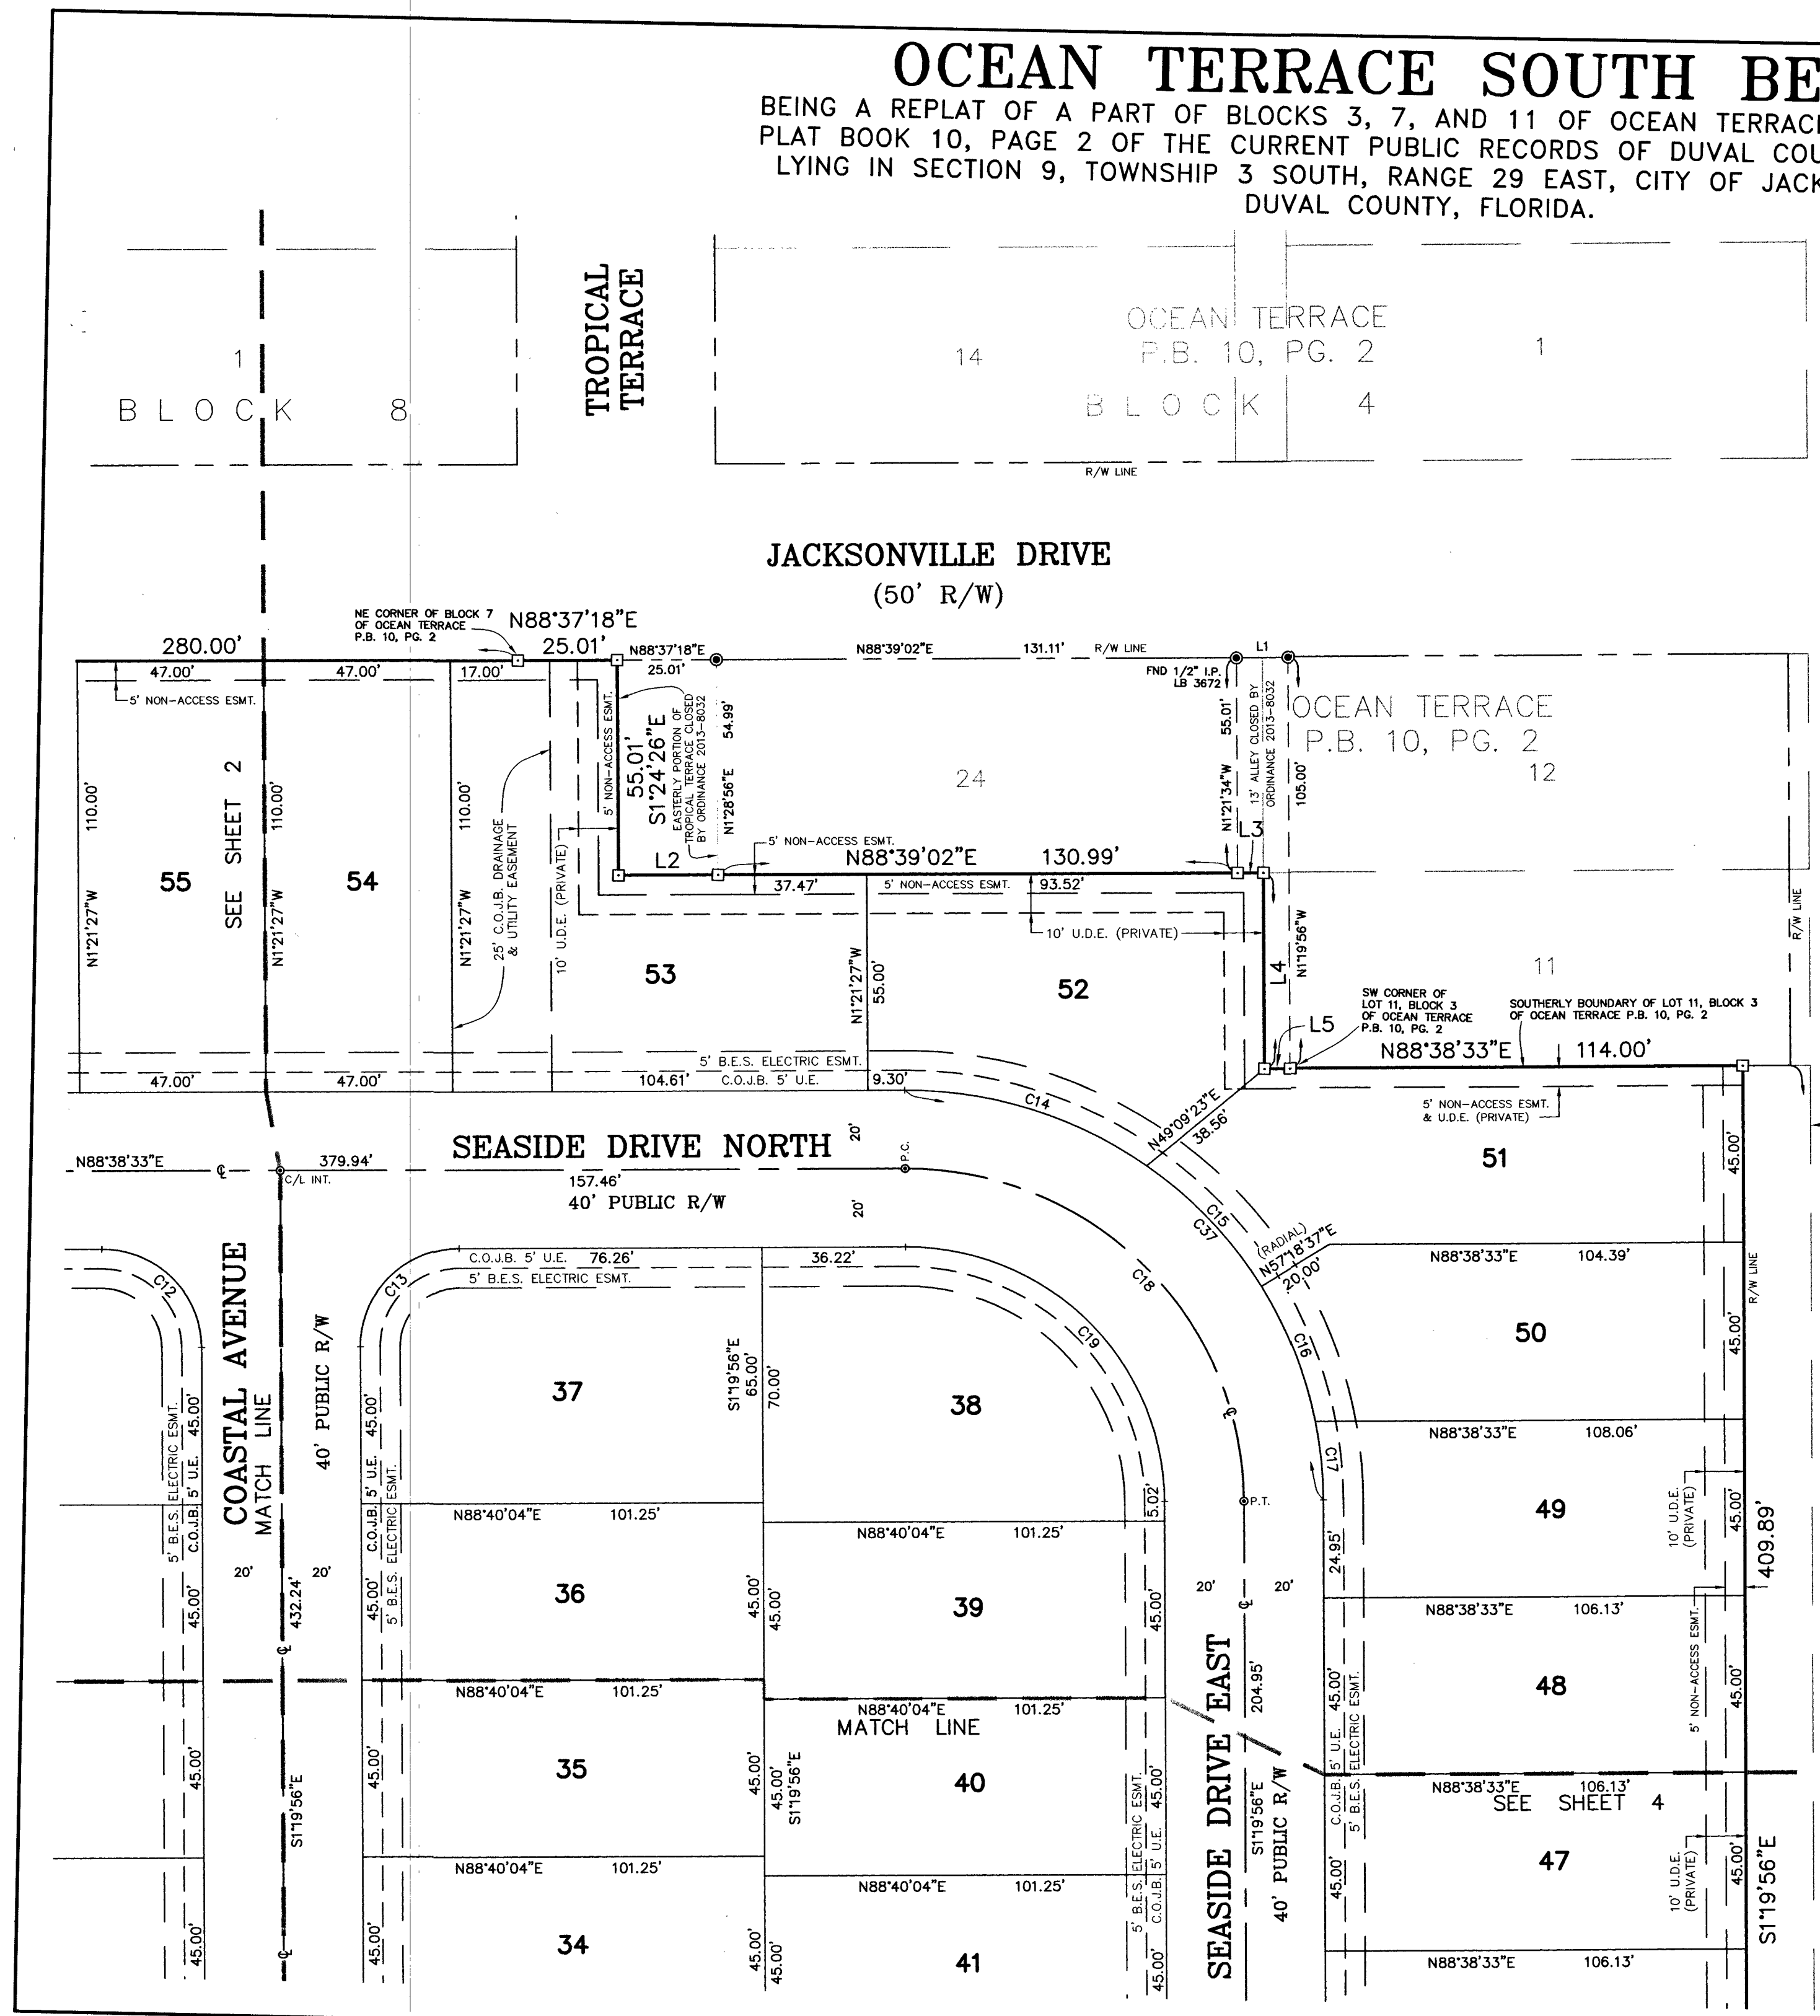 OCEAN TERRACE SOUTH BE
BEING A REPLAT OF A PART OF BLOCKS 3, 7, AND 11 OF OCEAN TERRAC
PLAT BOOK 10, PAGE 2 OF THE CURRENT PUBLIC RECORDS OF DUVAL COU
LYING IN SECTION 9, TOWNSHIP 3 SOUTH, RANGE 29 EAST, CITY OF JACK
DUVAL COUNTY, FLORIDA.
1
BLOCK 8
TROPICAL
TERRACE
14
OCEAN TERRACE
P.B. 10, PG. 2
1
BLOCK 4
R/W LINE
JACKSONVILLE DRIVE
(50' R/W)
NE CORNER OF BLOCK 7
OF OCEAN TERRACE
P.B. 10, PG. 2
N88°37'18"E
280.00'
25.01'
N88°37'18"E
25.01'
N88°39'02"E 131.11' R/W LINE
L1
FND 1/2" I.P.
LB 3672
47.00'
47.00'
17.00'
5' NON-ACCESS ESMT.
5' NON-ACCESS ESMT.
55.01'
S1°24'26"E
EASTERLY PORTION OF
TROPICAL TERRACE CLOSED
BY ORDINANCE 2013-8032
54.99'
N1°28'56"E
55.01'
N1°21'34"W
13' ALLEY CLOSED BY
ORDINANCE 2013-8032
105.00'
N1°19'56"W
OCEAN TERRACE
P.B. 10, PG. 2
12
24
110.00'
N1°21'27"W
SEE SHEET 2
110.00'
N1°21'27"W
110.00'
N1°21'27"W
25' C.O.J.B. DRAINAGE
& UTILITY EASEMENT
10' U.D.E. (PRIVATE)
55
54
L2
5' NON-ACCESS ESMT.
N88°39'02"E 130.99'
L3
37.47'
5' NON-ACCESS ESMT.
93.52'
10' U.D.E. (PRIVATE)
53
N1°21'27"W
55.00'
52
L4
11
R/W LINE
SW CORNER OF
LOT 11, BLOCK 3
OF OCEAN TERRACE
P.B. 10, PG. 2
SOUTHERLY BOUNDARY OF LOT 11, BLOCK 3
OF OCEAN TERRACE P.B. 10, PG. 2
L5
N88°38'33"E 114.00'
5' B.E.S. ELECTRIC ESMT.
47.00'
47.00'
104.61'
C.O.J.B. 5' U.E.
9.30'
C14
N49°09'23"E
38.56'
5' NON-ACCESS ESMT.
& U.D.E. (PRIVATE)
51
45.00'
SEASIDE DRIVE NORTH
20'
P.C.
N88°38'33"E
℄
379.94'
C/L INT.
157.46'
40' PUBLIC R/W
20'
C15
C37
(RADIAL)
N57°18'37"E
20.00'
N88°38'33"E 104.39'
C12
C13
C.O.J.B. 5' U.E. 76.26'
5' B.E.S. ELECTRIC ESMT.
36.22'
C18
C19
C16
R/W LINE
50
45.00'
COASTAL AVENUE
MATCH LINE
40' PUBLIC R/W
37
S1°19'56"E
65.00'
70.00'
38
℄
N88°38'33"E 108.06'
C17
5' B.E.S. ELECTRIC ESMT.
C.O.J.B. 5' U.E. 45.00'
C.O.J.B. 5' U.E. 45.00'
5' B.E.S. ELECTRIC ESMT.
N88°40'04"E 101.25'
5.02'
N88°40'04"E 101.25'
P.T.
49
10' U.D.E.
(PRIVATE)
45.00'
409.89'
24.95'
20'
432.24'
20'
45.00'
45.00'
36
45.00'
45.00'
39
45.00'
20'
20'
℄
N88°38'33"E 106.13'
5' NON-ACCESS ESMT.
48
45.00'
℄
N88°40'04"E 101.25'
N88°40'04"E 101.25'
MATCH LINE
SEASIDE DRIVE EAST
204.95'
C.O.J.B. 5' U.E. 45.00'
5' B.E.S. ELECTRIC ESMT.
N88°38'33"E 106.13'
SEE SHEET 4
45.00'
S1°19'56"E
45.00'
35
45.00'
45.00'
S1°19'56"E
40
5' B.E.S. ELECTRIC ESMT.
C.O.J.B. 5' U.E. 45.00'
S1°19'56"E
40' PUBLIC R/W
45.00'
47
10' U.D.E.
(PRIVATE)
45.00'
S1°19'56"E
N88°40'04"E 101.25'
N88°40'04"E 101.25'
45.00'
℄
45.00'
34
45.00'
45.00'
41
45.00'
N88°38'33"E 106.13'